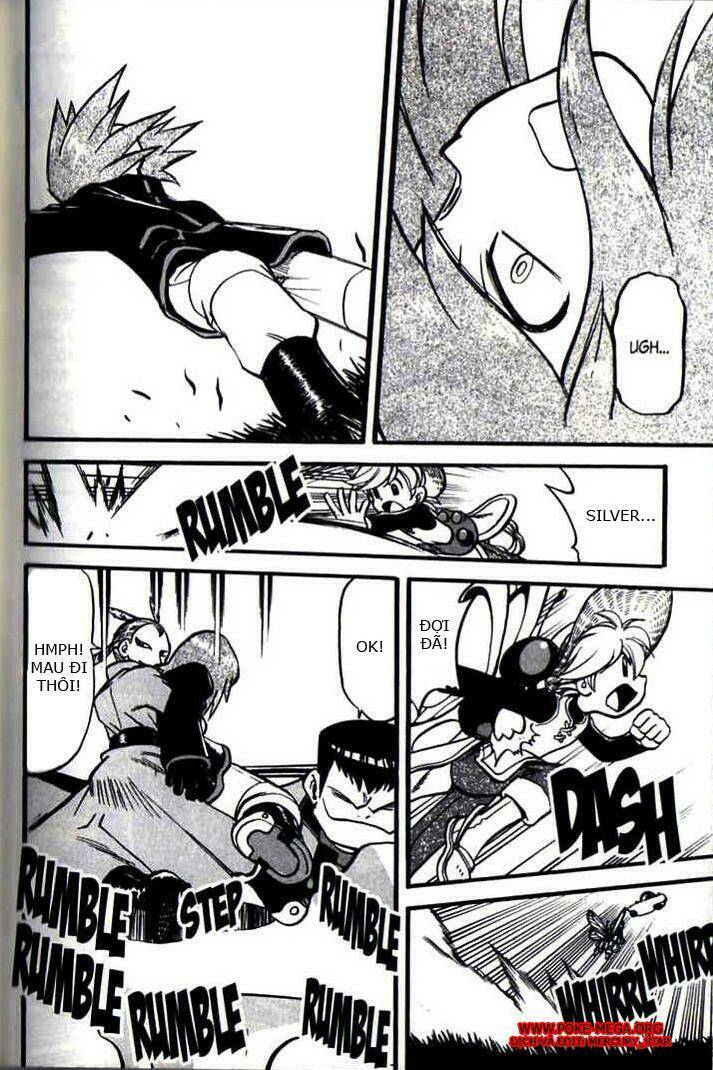 UGH...
SILVER...
RUMBLE
ĐỢI
ĐÃ!
DASH
WHIRRL
WHIRR
OK!
HMPH!
MAU ĐI
THÔI!
RUMBLE
RUMBLE
STEP
RUMBLE
RUMBLE
RUMBLE
WWW.POKE-MEGA.ORG
DỊCH VÀ EDIT: MERCURY_STAR